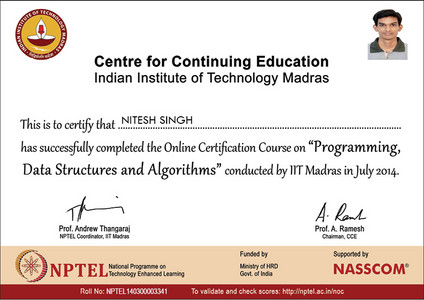 INDIAN INSTITUTE OF TECHNOLOGY MADRAS
Centre for Continuing Education
Indian Institute of Technology Madras
This is to certify that NITESH SINGH
has successfully completed the Online Certification Course on “Programming,
Data Structures and Algorithms” conducted by IIT Madras in July 2014.
Prof. Andrew Thangaraj
NPTEL Coordinator, IIT Madras
A. Ramesh
Prof. A. Ramesh
Chairman, CCE
NPTEL
National Programme on
Technology Enhanced Learning
Funded by
Ministry of HRD
Govt. of India
Supported by
NASSCOM®
Roll No: NPTEL140300003341 To validate and check scores: http://nptel.ac.in/noc